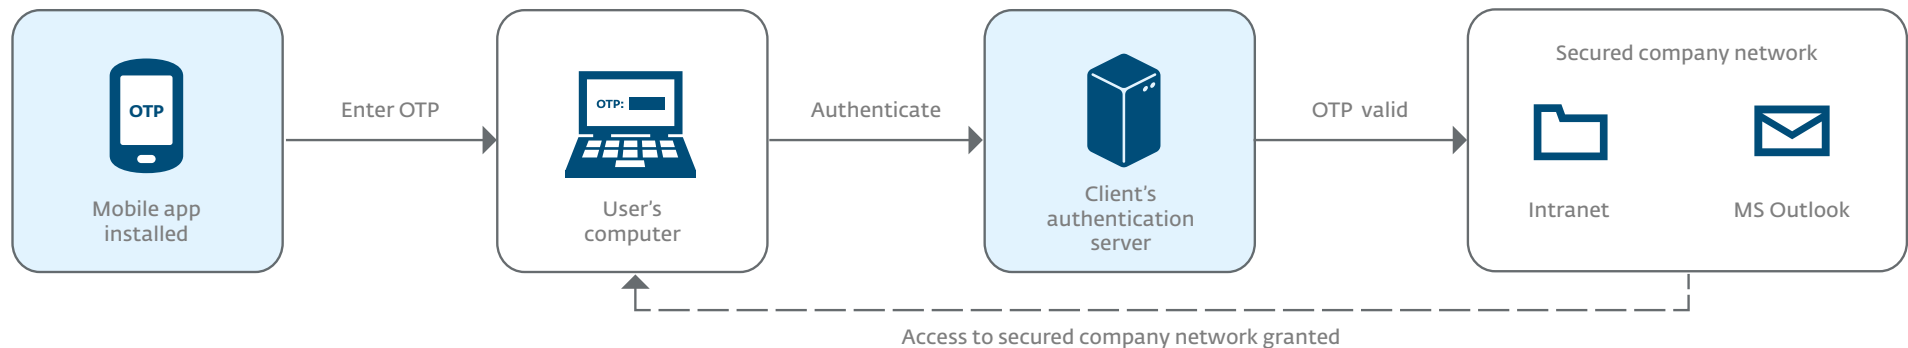 OTP
Mobile app
installed
Enter OTP
OTP:
User's
computer
Authenticate
Client's
authentication
server
OTP valid
Secured company network
Intranet
MS Outlook
Access to secured company network granted